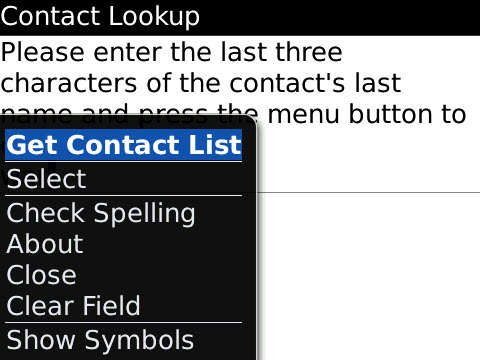 Contact Lookup
Please enter the last three
characters of the contact's last
name and press the menu button to
Get Contact List
Select
Check Spelling
About
Close
Clear Field
Show Symbols